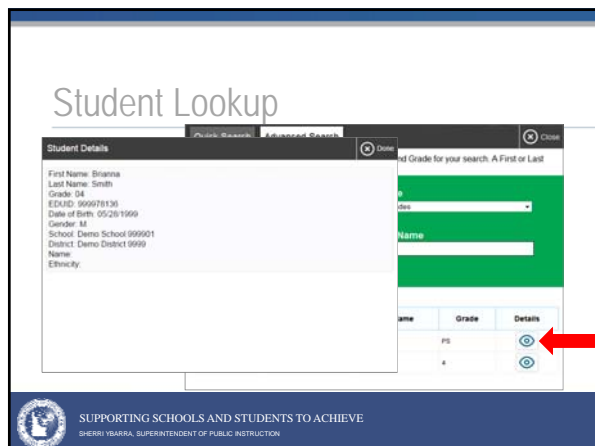 Student Lookup
Quick Search Advanced Search
Close
Student Details
Done
nd Grade for your search. A First or Last
First Name: Brianna
Last Name: Smith
Grade: 04
EDUID: 999978136
Date of Birth: 05/26/1999
Gender: M
School: Demo School 999901
District: Demo District 9999
Name:
Ethnicity:
e
des
Name
ame Grade Details
PS
4
SUPPORTING SCHOOLS AND STUDENTS TO ACHIEVE
SHERRI YBARRA, SUPERINTENDENT OF PUBLIC INSTRUCTION